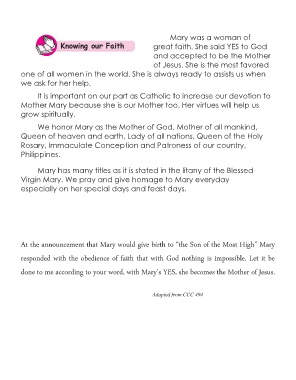 Knowing our Faith
Mary was a woman of
great faith. She said YES to God
and accepted to be the Mother
of Jesus. She is the most favored
one of all women in the world. She is always ready to assists us when
we ask for her help.
It is important on our part as Catholic to increase our devotion to
Mother Mary because she is our Mother too. Her virtues will help us
grow spiritually.
We honor Mary as the Mother of God, Mother of all mankind,
Queen of heaven and earth, Lady of all nations, Queen of the Holy
Rosary, Immaculate Conception and Patroness of our country,
Philippines.
Mary has many titles as it is stated in the litany of the Blessed
Virgin Mary. We pray and give homage to Mary everyday
especially on her special days and feast days.
At the announcement that Mary would give birth to "the Son of the Most High" Mary
responded with the obedience of faith that with God nothing is impossible. Let it be
done to me according to your word, with Mary's YES, she becomes the Mother of Jesus.
Adapted from CCC 494